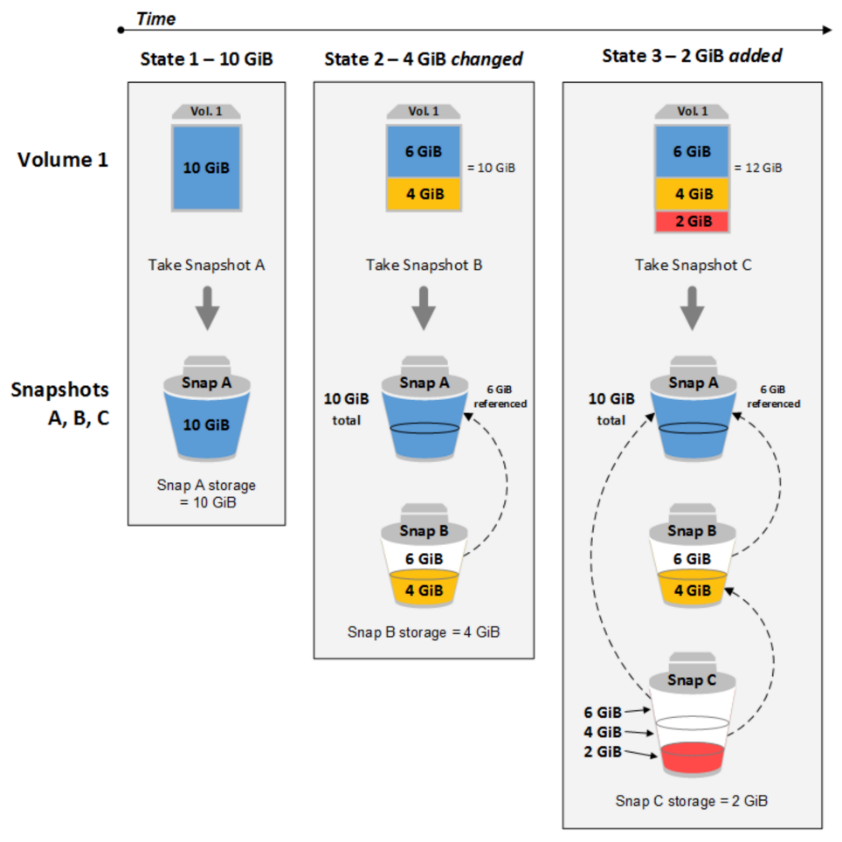 Time
State 1 – 10 GiB
State 2 – 4 GiB changed
State 3 – 2 GiB added
Volume 1
Vol. 1
10 GiB
Vol. 1
6 GiB
4 GiB
= 10 GiB
Vol. 1
6 GiB
4 GiB
2 GiB
= 12 GiB
Take Snapshot A
Take Snapshot B
Take Snapshot C
Snapshots
A, B, C
Snap A
10 GiB
Snap A storage
= 10 GiB
10 GiB
total
Snap A
6 GiB
referenced
Snap B
6 GiB
4 GiB
Snap B storage = 4 GiB
10 GiB
total
Snap A
6 GiB
referenced
Snap B
6 GiB
4 GiB
Snap C
6 GiB
4 GiB
2 GiB
Snap C storage = 2 GiB